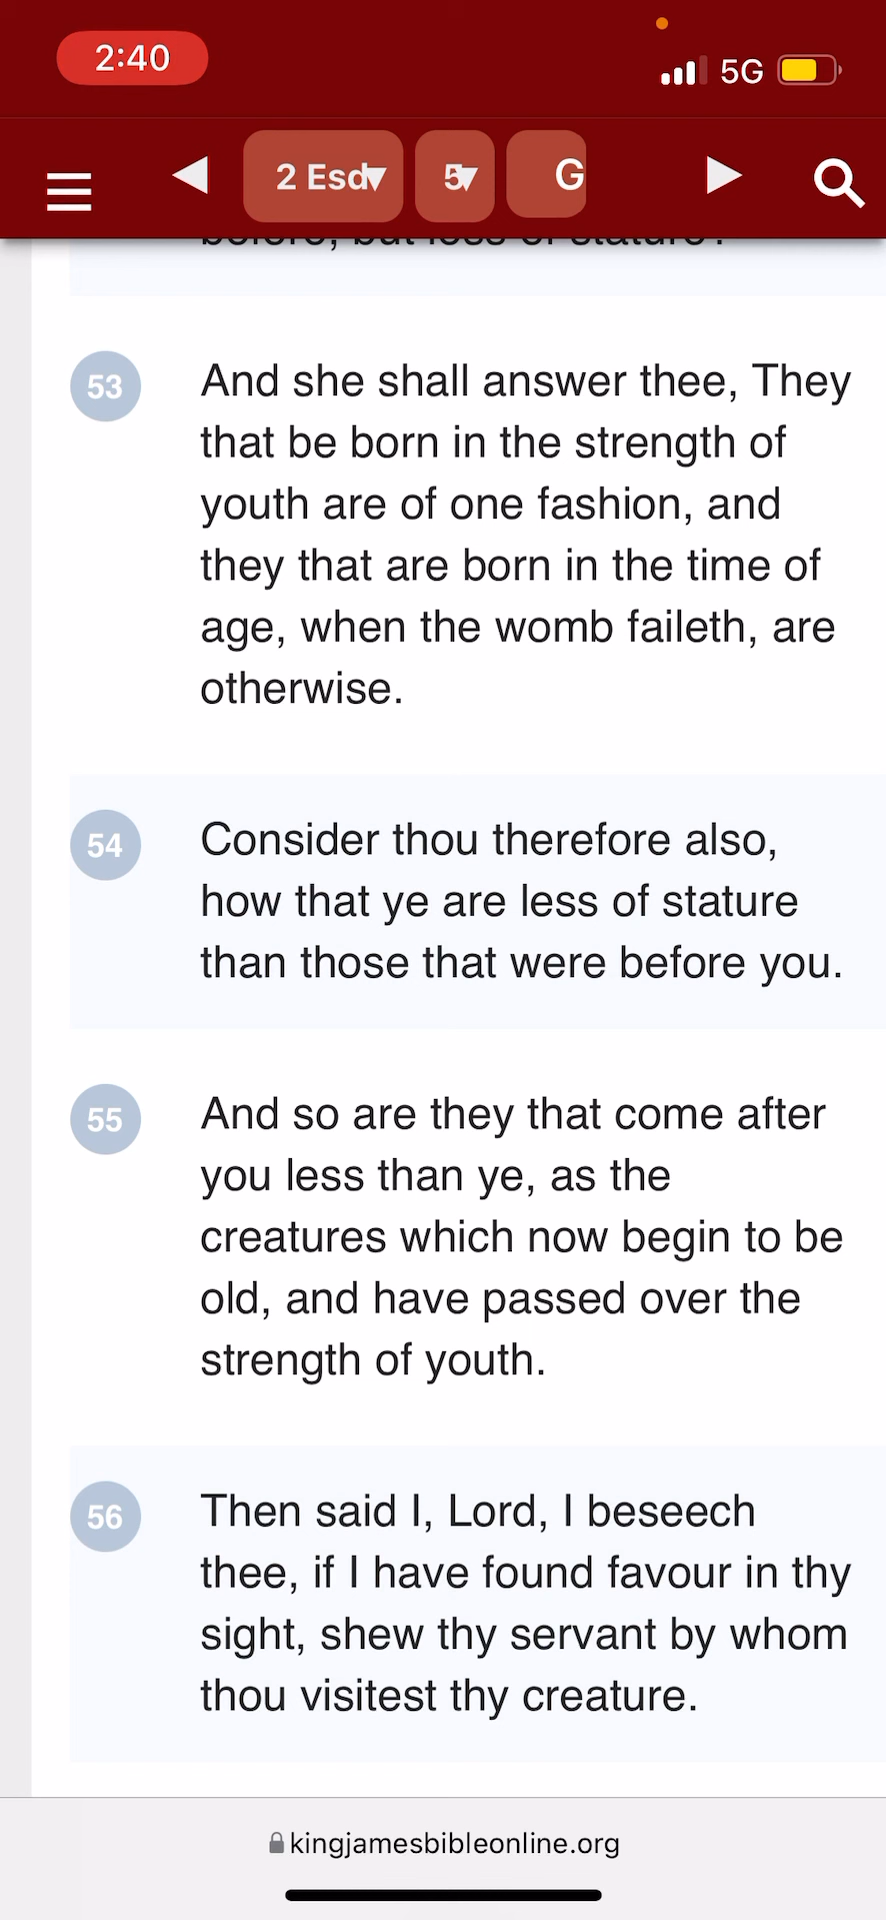 2:40
5G
2 Esd
5
G
before, but less of stature?
53
And she shall answer thee, They
that be born in the strength of
youth are of one fashion, and
they that are born in the time of
age, when the womb faileth, are
otherwise.
54
Consider thou therefore also,
how that ye are less of stature
than those that were before you.
55
And so are they that come after
you less than ye, as the
creatures which now begin to be
old, and have passed over the
strength of youth.
56
Then said I, Lord, I beseech
thee, if I have found favour in thy
sight, shew thy servant by whom
thou visitest thy creature.
kingjamesbibleonline.org